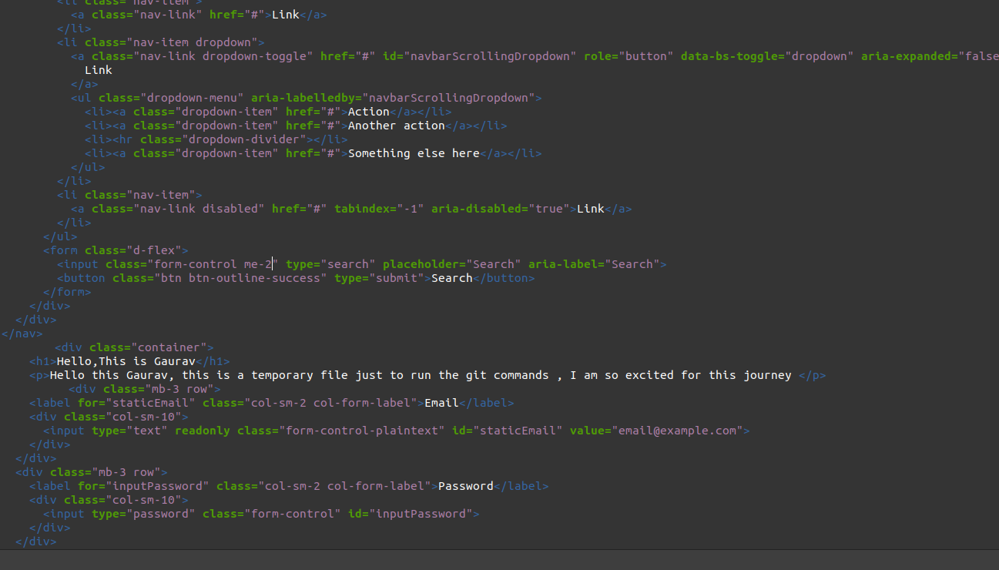 <li class="nav-item">
<a class="nav-link" href="#">Link</a>
</li>
<li class="nav-item dropdown">
<a class="nav-link dropdown-toggle" href="#" id="navbarScrollingDropdown" role="button" data-bs-toggle="dropdown" aria-expanded="false
Link
</a>
<ul class="dropdown-menu" aria-labelledby="navbarScrollingDropdown">
<li><a class="dropdown-item" href="#">Action</a></li>
<li><a class="dropdown-item" href="#">Another action</a></li>
<li><hr class="dropdown-divider"></li>
<li><a class="dropdown-item" href="#">Something else here</a></li>
</ul>
</li>
<li class="nav-item">
<a class="nav-link disabled" href="#" tabindex="-1" aria-disabled="true">Link</a>
</li>
</ul>
<form class="d-flex">
<input class="form-control me-2" type="search" placeholder="Search" aria-label="Search">
<button class="btn btn-outline-success" type="submit">Search</button>
</form>
</div>
</div>
</nav>
<div class="container">
<h1>Hello,This is Gaurav</h1>
<p>Hello this Gaurav, this is a temporary file just to run the git commands , I am so excited for this journey </p>
<div class="mb-3 row">
<label for="staticEmail" class="col-sm-2 col-form-label">Email</label>
<div class="col-sm-10">
<input type="text" readonly class="form-control-plaintext" id="staticEmail" value="email@example.com">
</div>
</div>
<div class="mb-3 row">
<label for="inputPassword" class="col-sm-2 col-form-label">Password</label>
<div class="col-sm-10">
<input type="password" class="form-control" id="inputPassword">
</div>
</div>